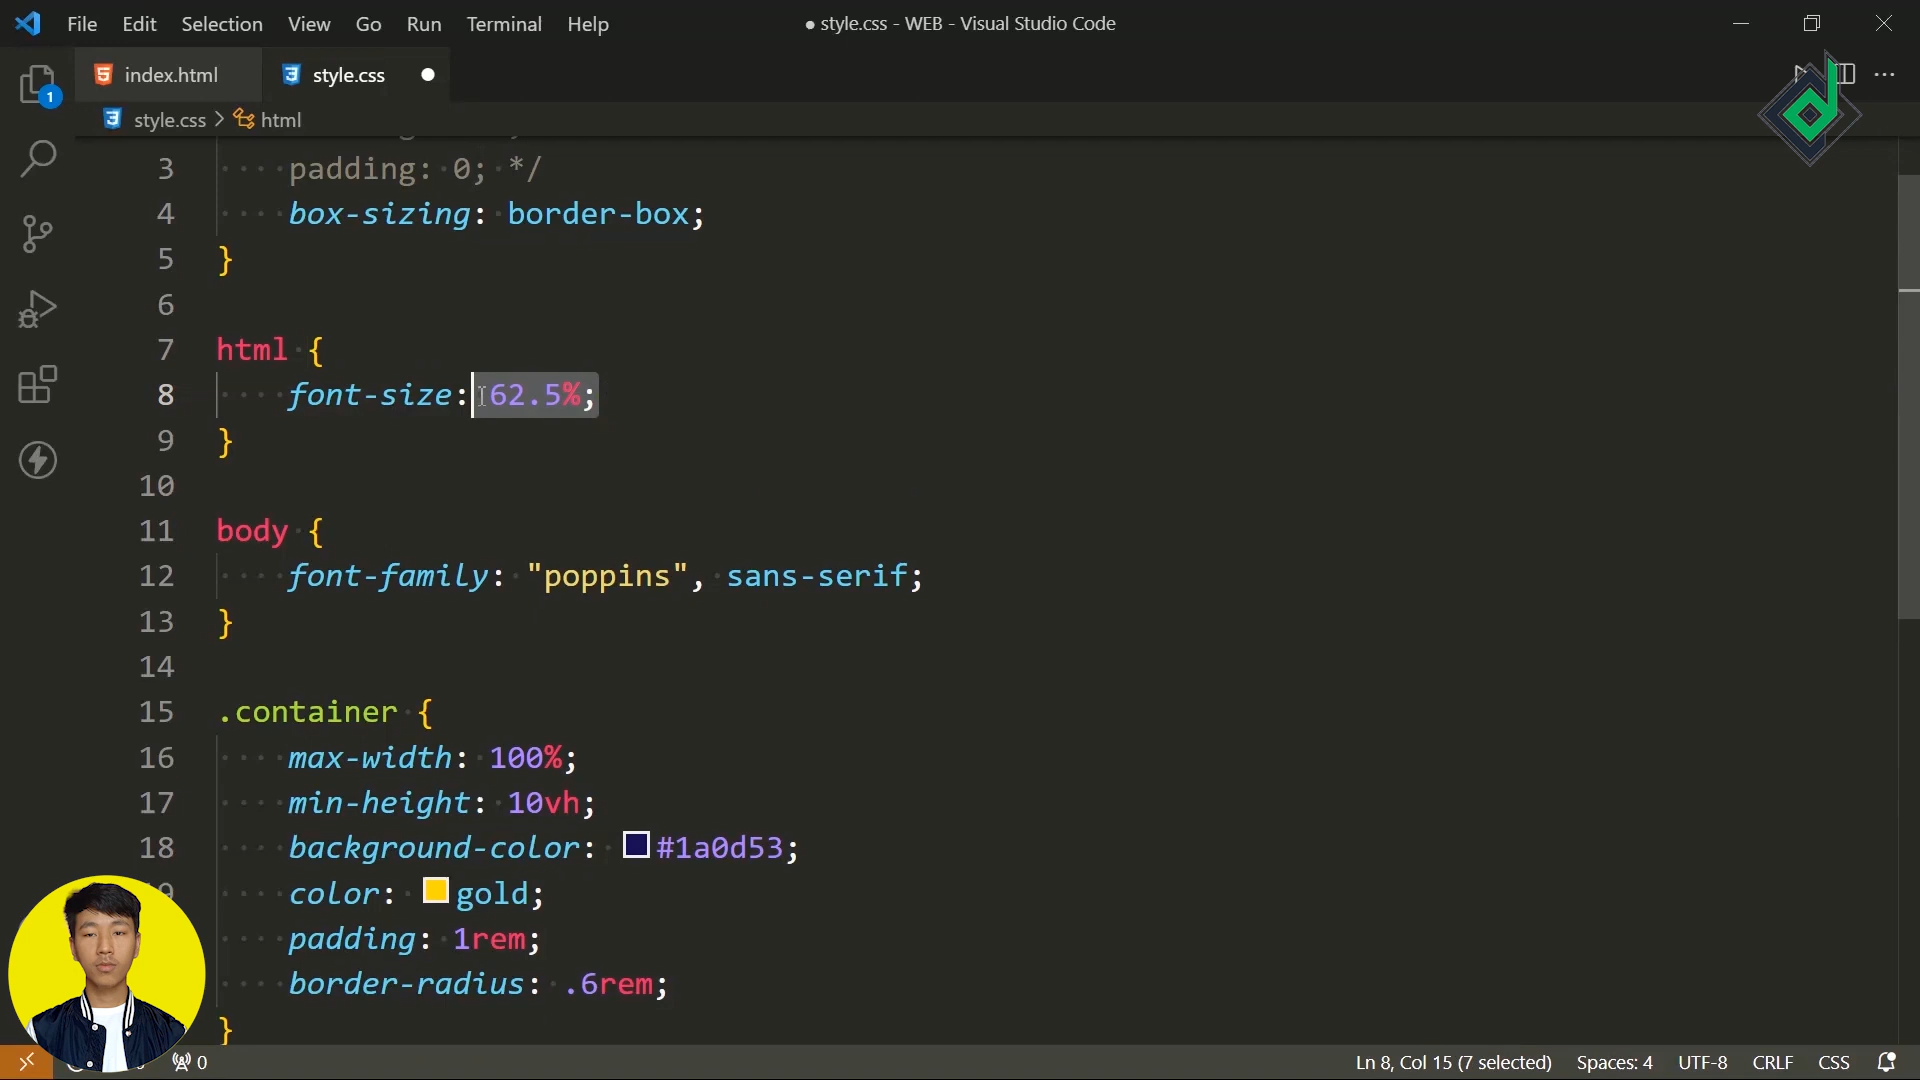 File Edit Selection View Go Run Terminal Help
● style.css - WEB - Visual Studio Code
index.html
style.css
style.css > html
3 padding: 0; */
4 box-sizing: border-box;
5 }
6
7 html {
8 font-size: 62.5%;
9 }
10
11 body {
12 font-family: "poppins", sans-serif;
13 }
14
15 .container {
16 max-width: 100%;
17 min-height: 10vh;
18 background-color: #1a0d53;
color: gold;
padding: 1rem;
border-radius: .6rem;
}
1
0
Ln 8, Col 15 (7 selected) Spaces: 4 UTF-8 CRLF CSS